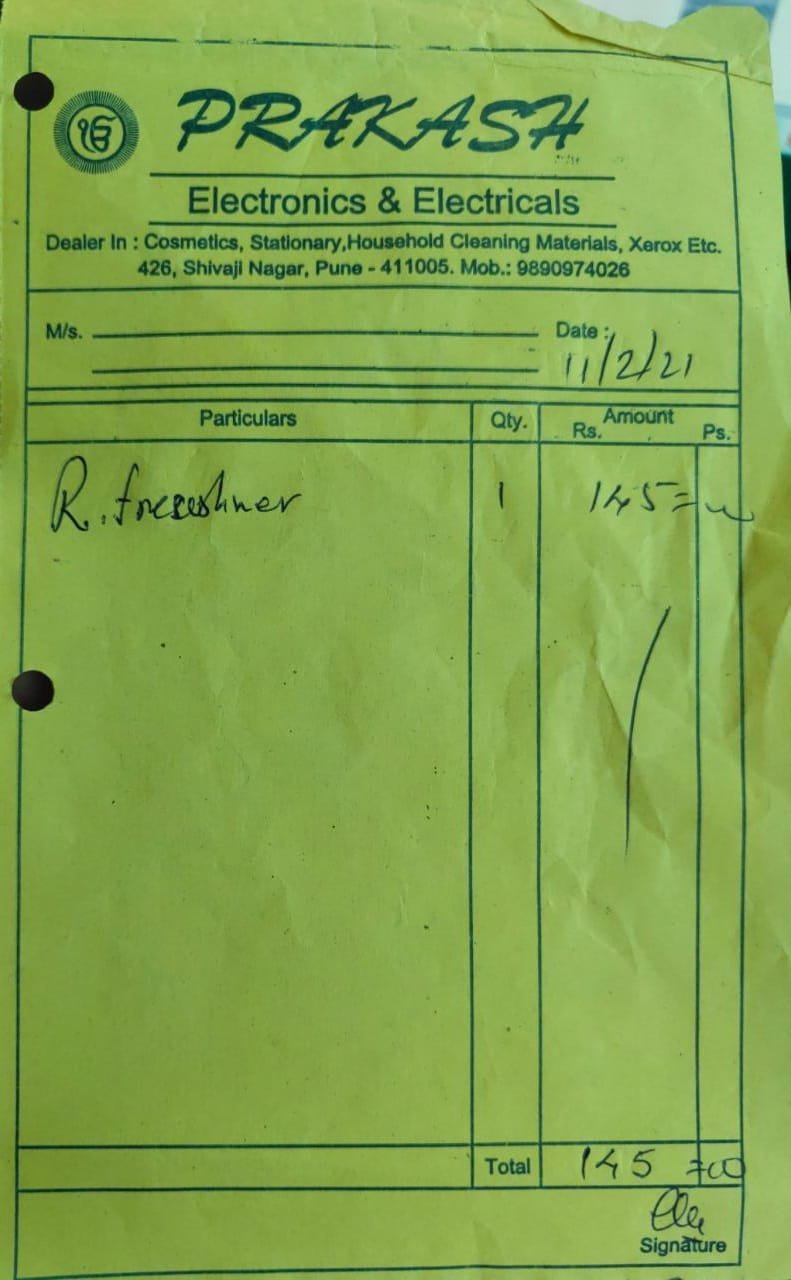 ੴ
PRAKASH
Electronics & Electricals
Dealer In : Cosmetics, Stationary,Household Cleaning Materials, Xerox Etc.
426, Shivaji Nagar, Pune - 411005. Mob.: 9890974026
M/s. Date :
11/2/21
Particulars Qty. Amount
Rs. Ps.
R. freseshner 1 145=00
Total 145 =00
Signature